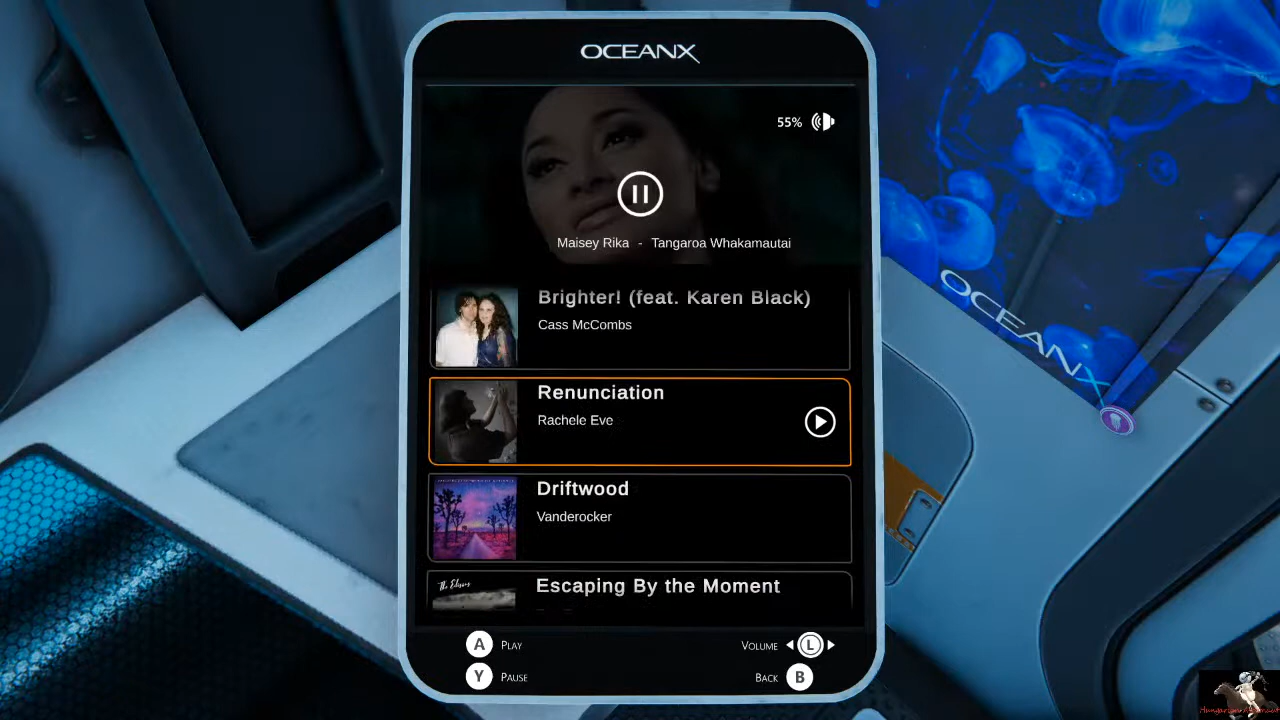 OCEANX
55%
Maisey Rika - Tangaroa Whakamautai
Brighter! (feat. Karen Black)
Cass McCombs
Renunciation
Rachele Eve
Driftwood
Vanderocker
Escaping By the Moment
A PLAY
VOLUME L
Y PAUSE
BACK B
OCEANX